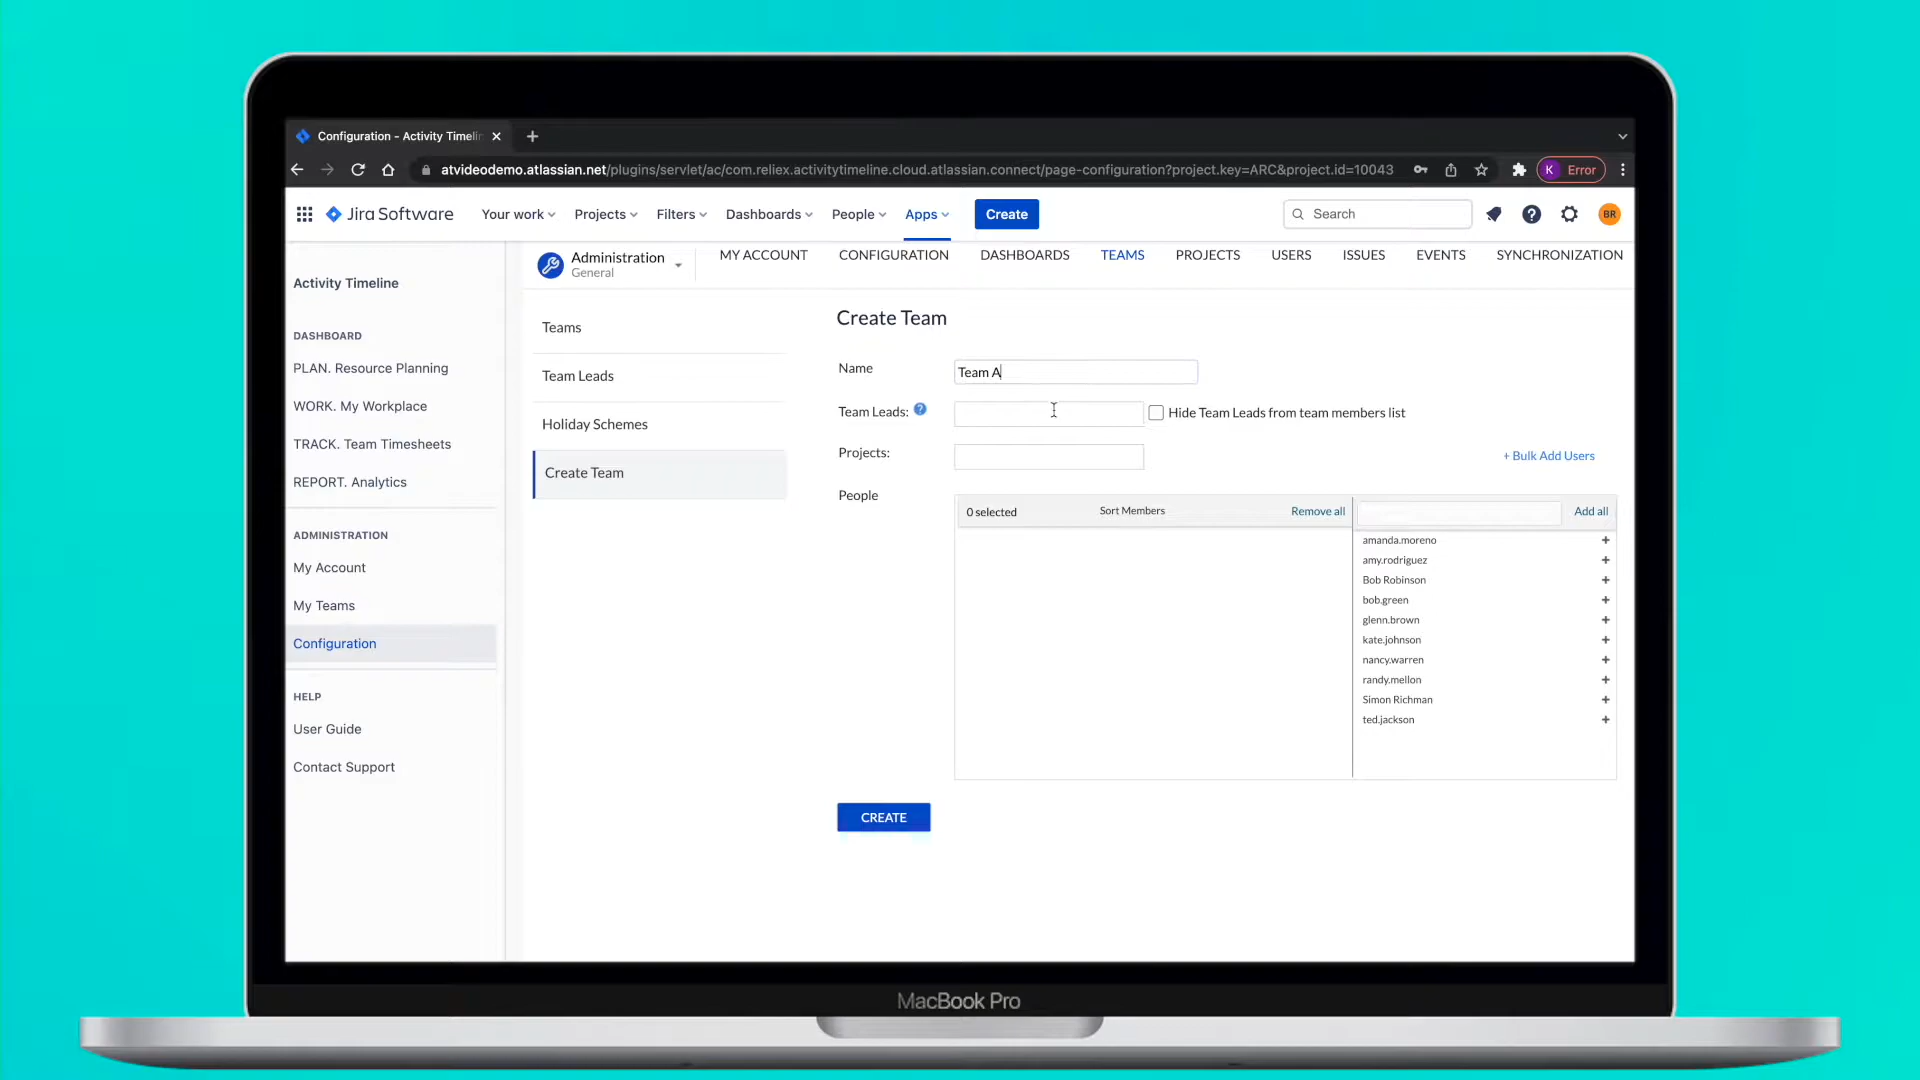 Configuration - Activity Timelin
atvideodemo.atlassian.net/plugins/servlet/ac/com.reliex.activitytimeline.cloud.atlassian.connect/page-configuration?project.key=ARC&project.id=10043
K Error
Jira Software
Your work
Projects
Filters
Dashboards
People
Apps
Create
Search
BR
Activity Timeline
DASHBOARD
PLAN. Resource Planning
WORK. My Workplace
TRACK. Team Timesheets
REPORT. Analytics
ADMINISTRATION
My Account
My Teams
Configuration
HELP
User Guide
Contact Support
Administration
General
MY ACCOUNT
CONFIGURATION
DASHBOARDS
TEAMS
PROJECTS
USERS
ISSUES
EVENTS
SYNCHRONIZATION
Teams
Team Leads
Holiday Schemes
Create Team
Create Team
Name
Team A
Team Leads: ?
Hide Team Leads from team members list
Projects:
+ Bulk Add Users
People
0 selected
Sort Members
Remove all
Add all
amanda.moreno +
amy.rodriguez +
Bob Robinson +
bob.green +
glenn.brown +
kate.johnson +
nancy.warren +
randy.mellon +
Simon Richman +
ted.jackson +
CREATE
MacBook Pro